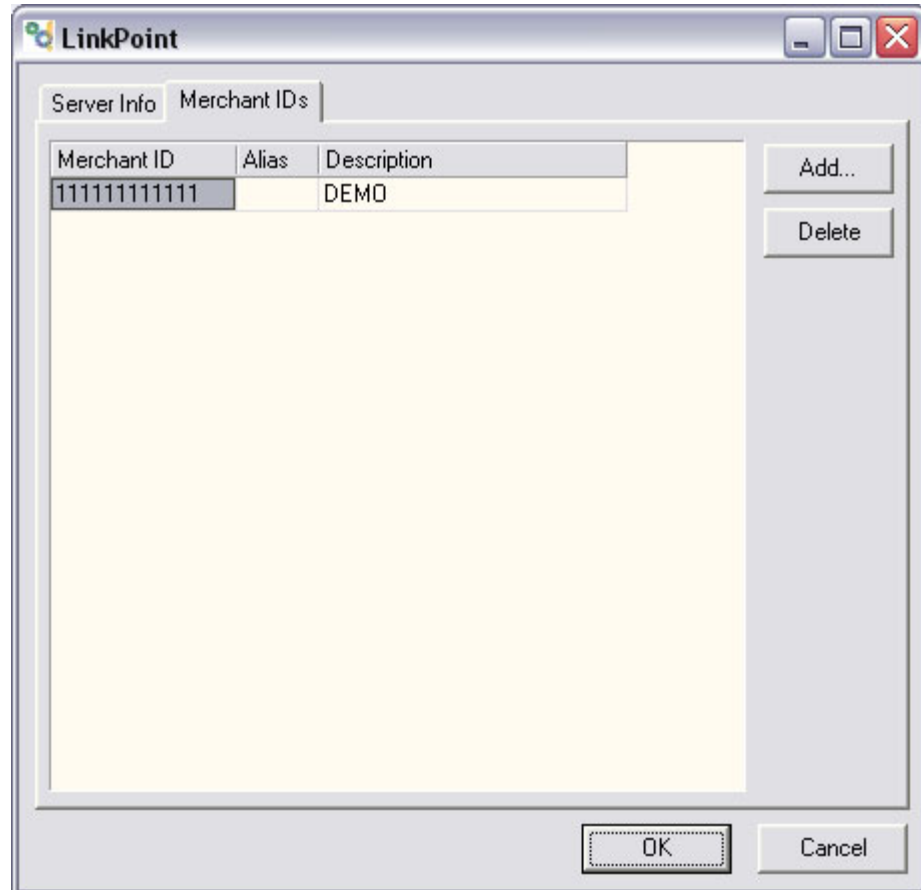 LinkPoint
Server Info Merchant IDs
Merchant ID Alias Description
111111111111 DEMO
Add...
Delete
OK Cancel